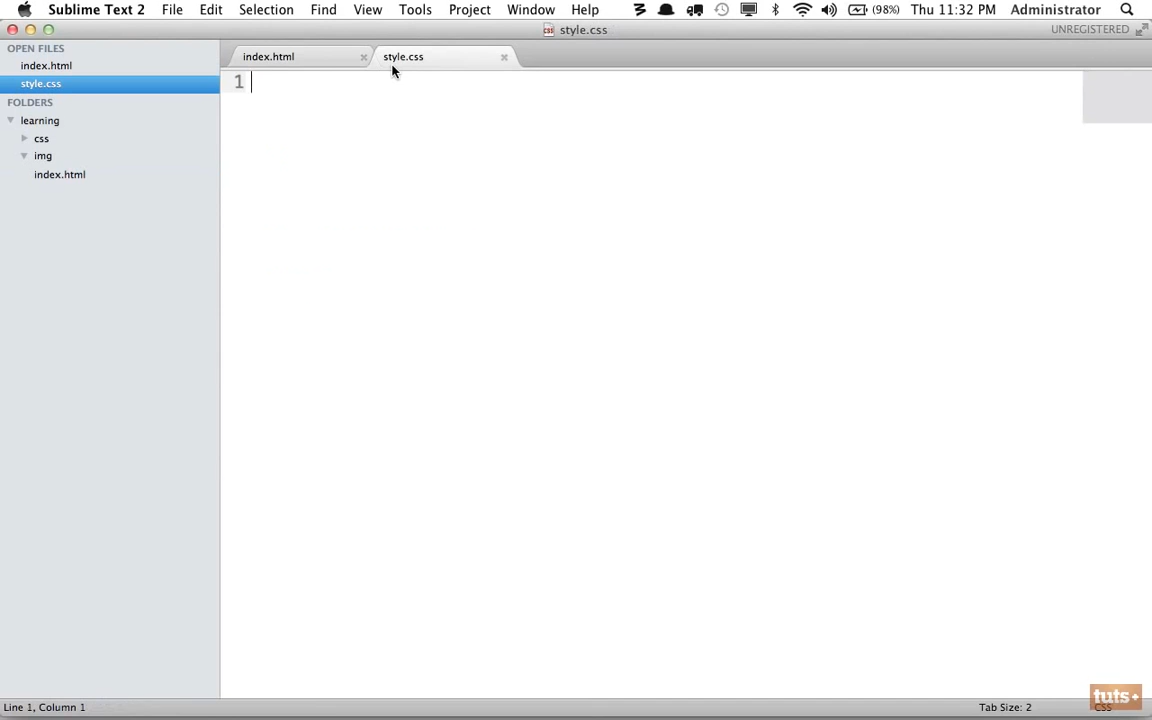 Sublime Text 2 File Edit Selection Find View Tools Project Window Help (98%) Thu 11:32 PM Administrator
style.css UNREGISTERED
OPEN FILES
index.html
style.css
FOLDERS
learning
css
img
index.html
index.html style.css
1
Line 1, Column 1 Tab Size: 2 CSS
tuts+